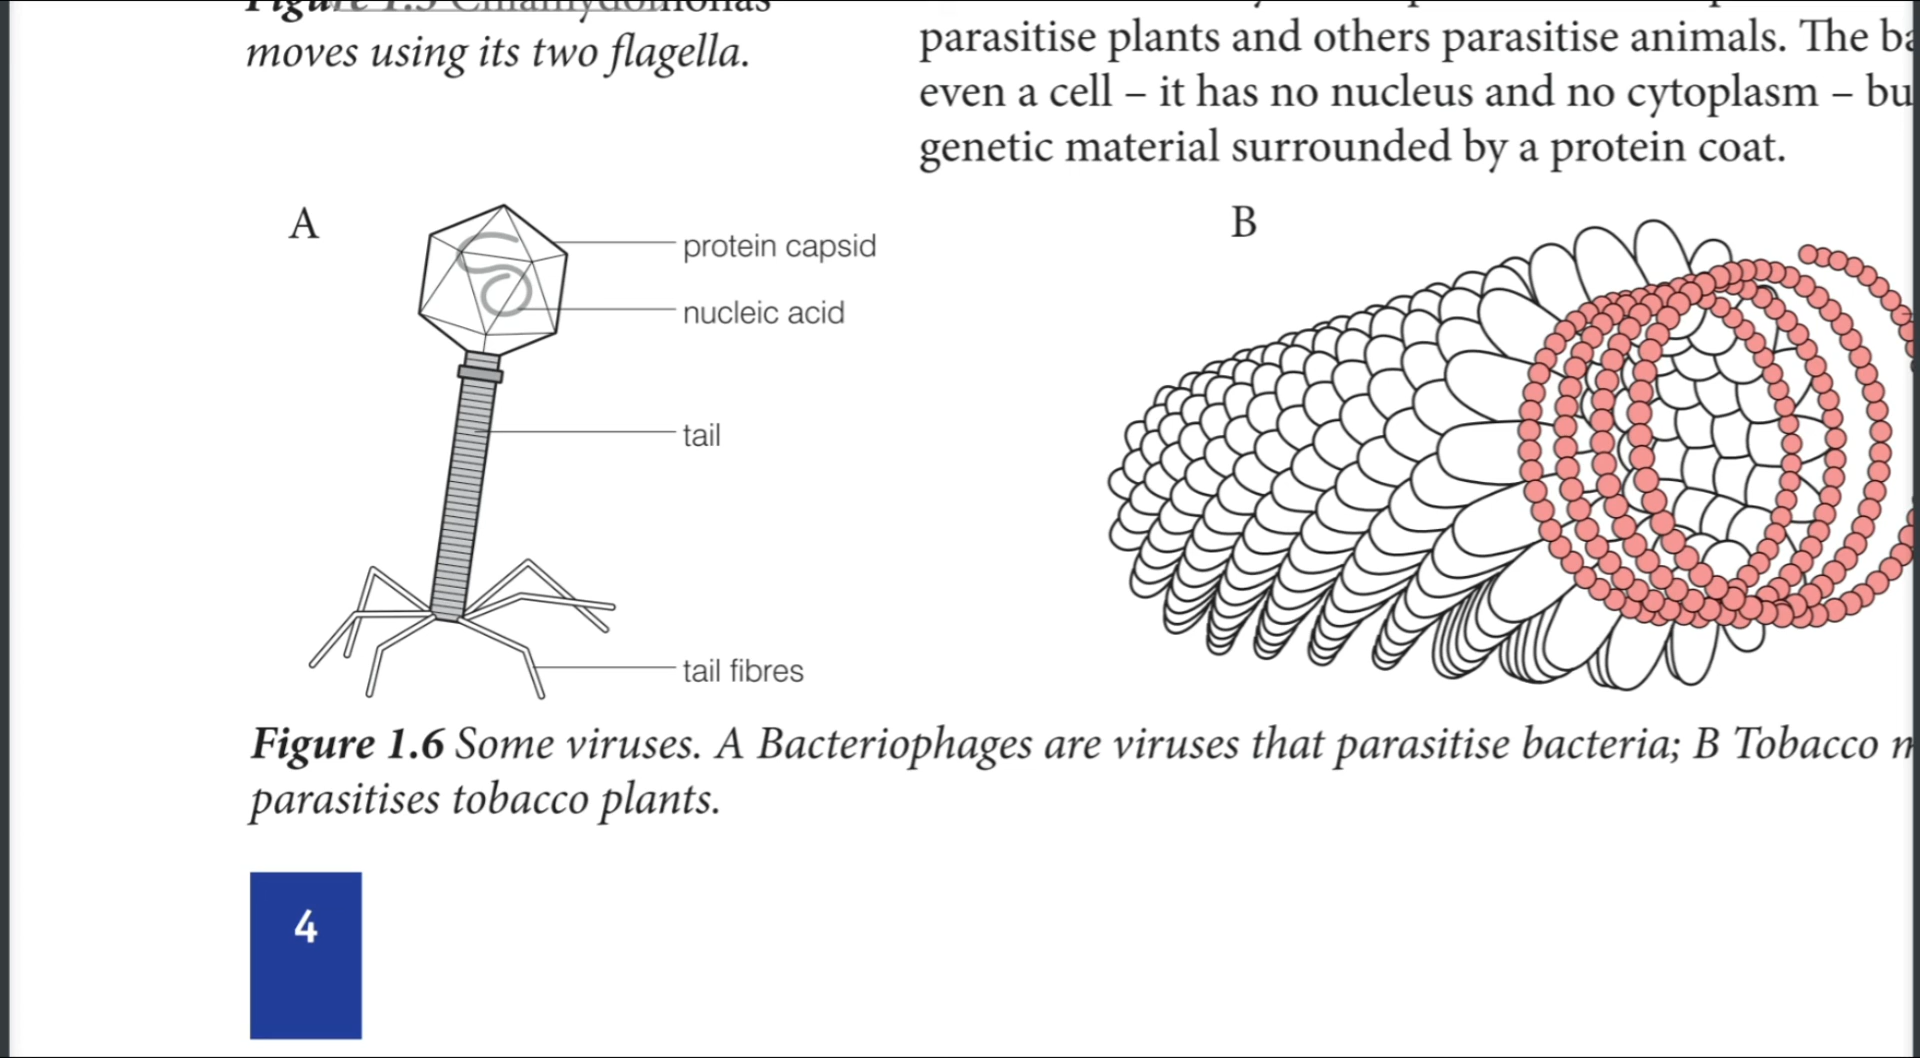 moves using its two flagella.
parasitise plants and others parasitise animals. The
even a cell – it has no nucleus and no cytoplasm –
genetic material surrounded by a protein coat.
A
protein capsid
nucleic acid
tail
tail fibres
B
Figure 1.6 Some viruses. A Bacteriophages are viruses that parasitise bacteria; B Tobacco
parasitises tobacco plants.
4